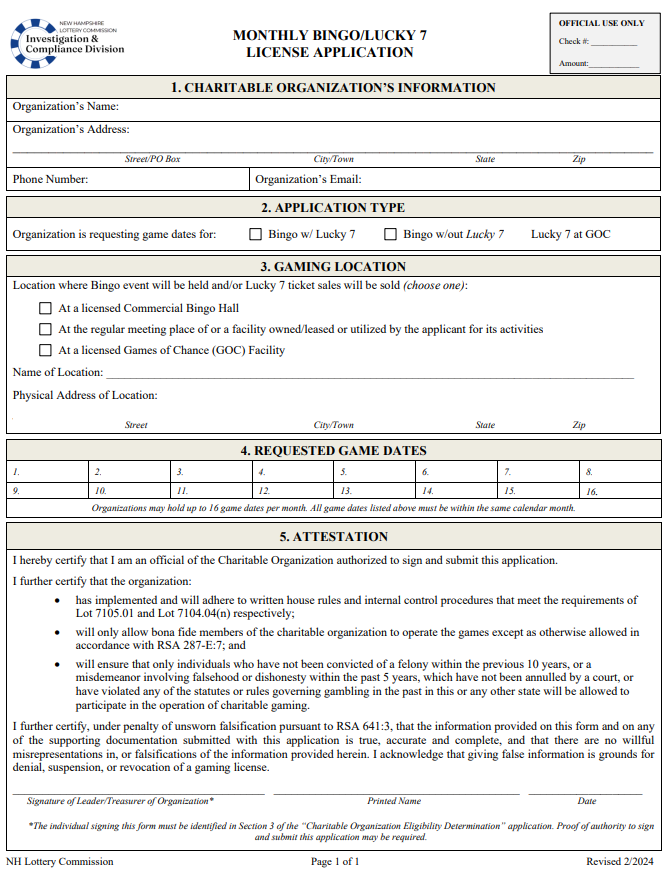 NEW HAMPSHIRE
LOTTERY COMMISSION
Investigation &
Compliance Division
MONTHLY BINGO/LUCKY 7
LICENSE APPLICATION
OFFICIAL USE ONLY
Check #: ___________
Amount:____________
1. CHARITABLE ORGANIZATION'S INFORMATION
Organization's Name:
Organization's Address:
Street/PO Box City/Town State Zip
Phone Number: Organization's Email:
2. APPLICATION TYPE
Organization is requesting game dates for: ☐ Bingo w/ Lucky 7 ☐ Bingo w/out Lucky 7 Lucky 7 at GOC
3. GAMING LOCATION
Location where Bingo event will be held and/or Lucky 7 ticket sales will be sold (choose one):
☐ At a licensed Commercial Bingo Hall
☐ At the regular meeting place of or a facility owned/leased or utilized by the applicant for its activities
☐ At a licensed Games of Chance (GOC) Facility
Name of Location: ____________________
Physical Address of Location:
Street City/Town State Zip
4. REQUESTED GAME DATES
1. 2. 3. 4. 5. 6. 7. 8.
9. 10. 11. 12. 13. 14. 15. 16.
Organizations may hold up to 16 game dates per month. All game dates listed above must be within the same calendar month.
5. ATTESTATION
I hereby certify that I am an official of the Charitable Organization authorized to sign and submit this application.
I further certify that the organization:
• has implemented and will adhere to written house rules and internal control procedures that meet the requirements of
Lot 7105.01 and Lot 7104.04(n) respectively;
• will only allow bona fide members of the charitable organization to operate the games except as otherwise allowed in
accordance with RSA 287-E:7; and
• will ensure that only individuals who have not been convicted of a felony within the previous 10 years, or a
misdemeanor involving falsehood or dishonesty within the past 5 years, which have not been annulled by a court, or
have violated any of the statutes or rules governing gambling in the past in this or any other state will be allowed to
participate in the operation of charitable gaming.
I further certify, under penalty of unsworn falsification pursuant to RSA 641:3, that the information provided on this form and on any
of the supporting documentation submitted with this application is true, accurate and complete, and that there are no willful
misrepresentations in, or falsifications of the information provided herein. I acknowledge that giving false information is grounds for
denial, suspension, or revocation of a gaming license.
Signature of Leader/Treasurer of Organization* Printed Name Date
*The individual signing this form must be identified in Section 3 of the "Charitable Organization Eligibility Determination" application. Proof of authority to sign
and submit this application may be required.
NH Lottery Commission Page 1 of 1 Revised 2/2024